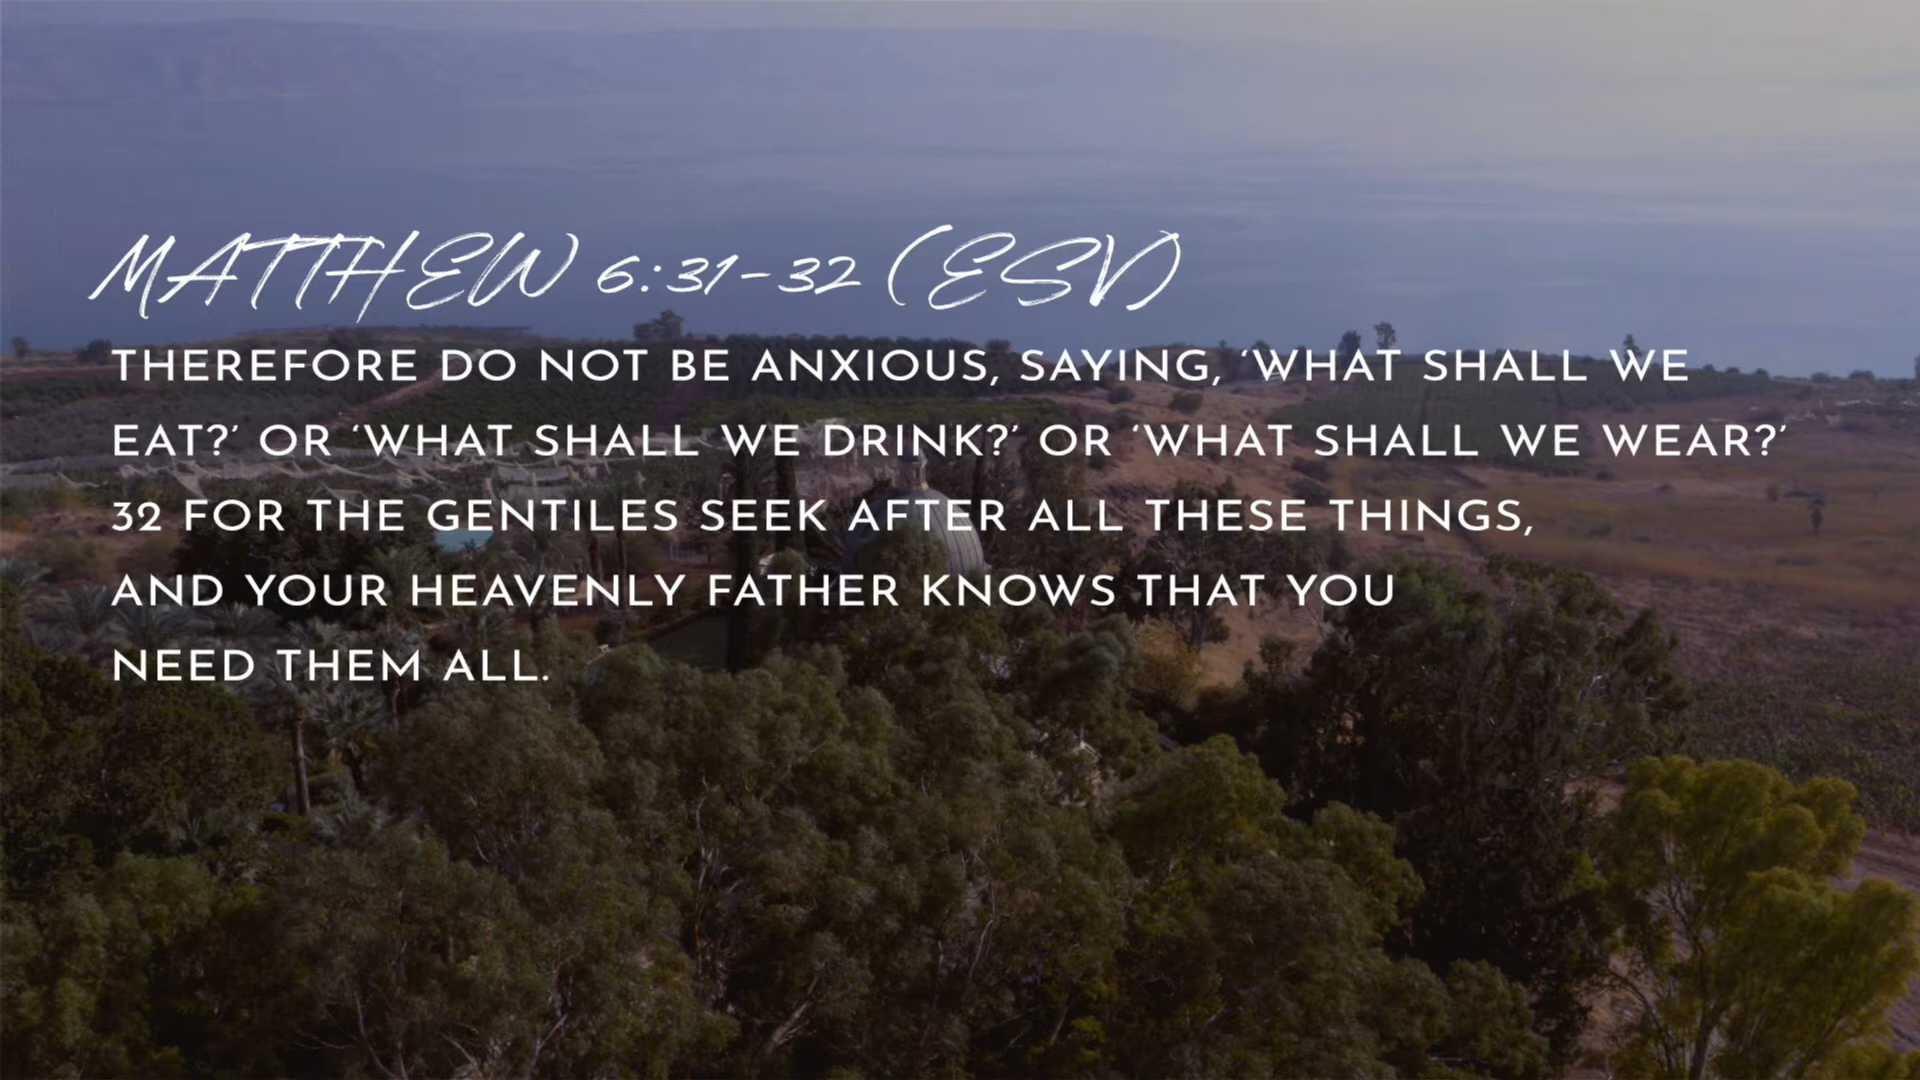 MATTHEW 6:31-32 (ESV)
THEREFORE DO NOT BE ANXIOUS, SAYING, ‘WHAT SHALL WE
EAT?’ OR ‘WHAT SHALL WE DRINK?’ OR ‘WHAT SHALL WE WEAR?’
32 FOR THE GENTILES SEEK AFTER ALL THESE THINGS,
AND YOUR HEAVENLY FATHER KNOWS THAT YOU
NEED THEM ALL.